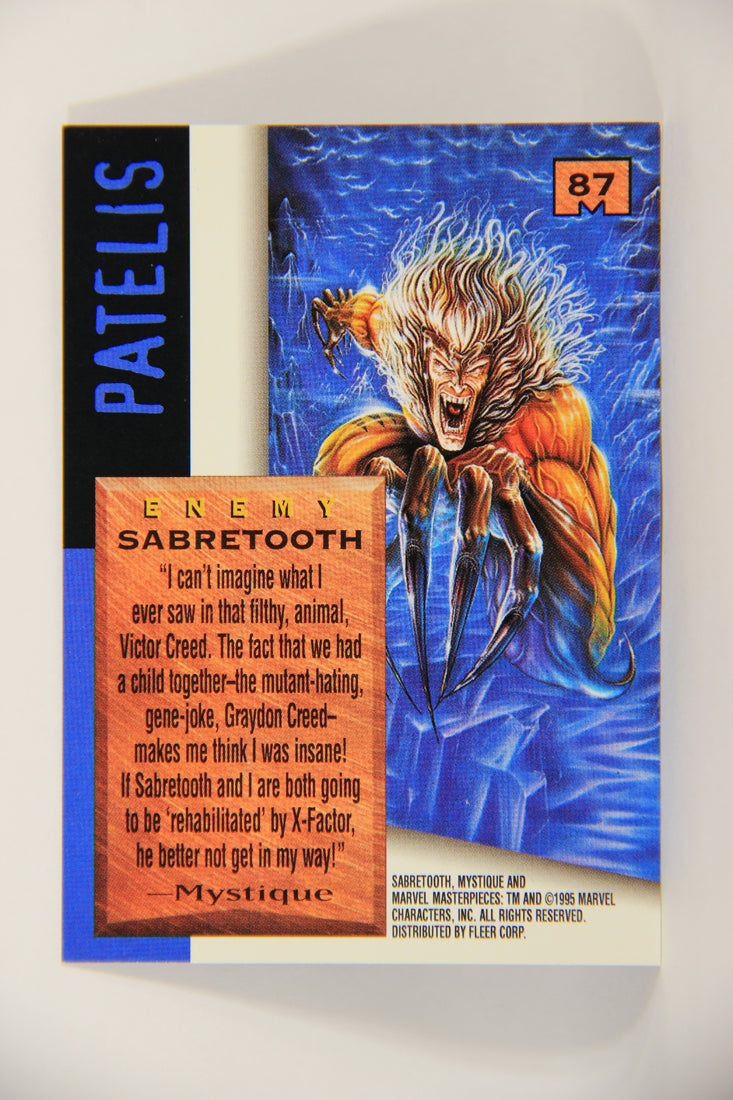 PATELIS
87
M
ENEMY
SABRETOOTH
“I can’t imagine what I
ever saw in that filthy, animal,
Victor Creed. The fact that we had
a child together–the mutant-hating,
gene-joke, Graydon Creed–
makes me think I was insane!
If Sabretooth and I are both going
to be ‘rehabilitated’ by X-Factor,
he better not get in my way!”
—Mystique
SABRETOOTH, MYSTIQUE AND
MARVEL MASTERPIECES: TM AND ©1995 MARVEL
CHARACTERS, INC. ALL RIGHTS RESERVED.
DISTRIBUTED BY FLEER CORP.